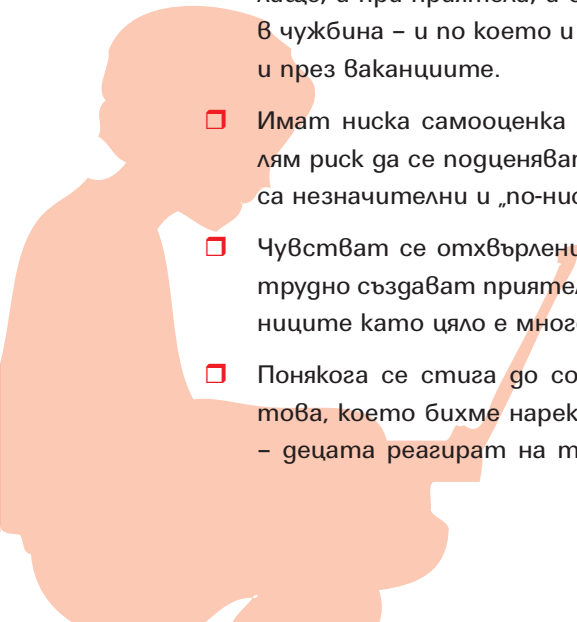 в чужбина – и по което и
и през ваканциите.
Имат ниска самооценка
лям риск да се подценяват
са незначителни и „по-нис
Чувстват се отхвърлени
трудно създават приятел
ниците като цяло е много
Понякога се стига до со
това, което бихме нарек
– децата реагират на т